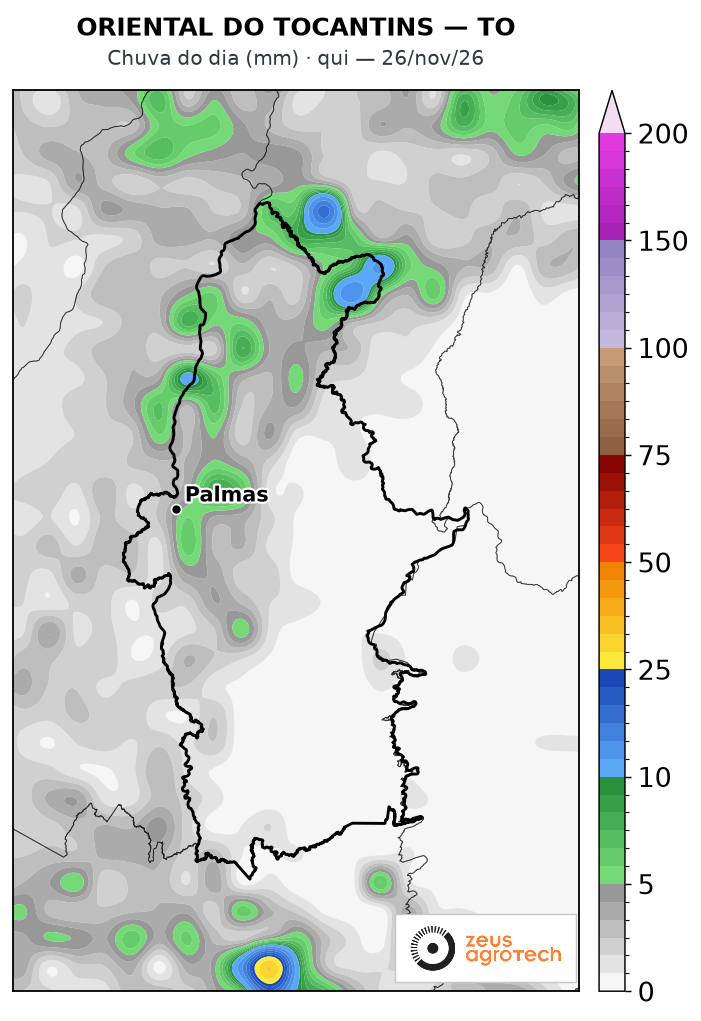 ORIENTAL DO TOCANTINS — TO
Chuva do dia (mm) · qui — 26/nov/26
200
150
100
75
50
25
10
5
0
Palmas
zeus
agrotech